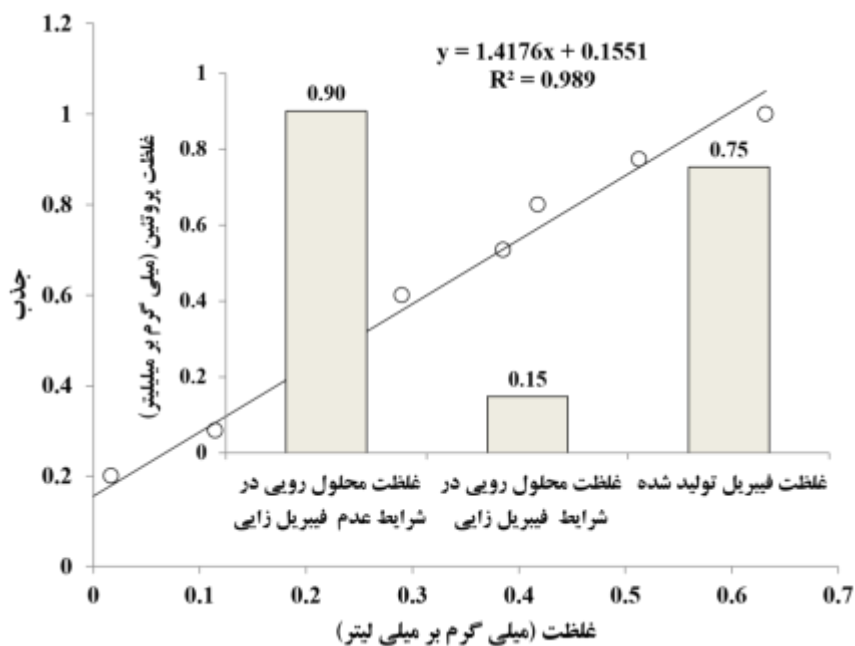 1.2
1
0.8
0.6
0.4
0.2
0
جذب
y = 1.4176x + 0.1551
R² = 0.989
1
0.8
0.6
0.4
0.2
0
غلظت پروتئین (میلی گرم بر میلیلیتر)
0.90
0.15
0.75
غلظت محلول رویی در
شرایط عدم فیبریل زایی
غلظت محلول رویی در
شرایط فیبریل زایی
غلظت فیبریل تولید شده
0 0.1 0.2 0.3 0.4 0.5 0.6 0.7
غلظت (میلی گرم بر میلی لیتر)